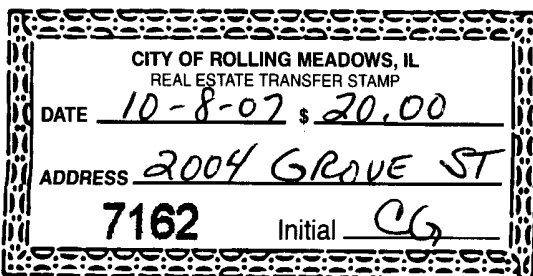 CITY OF ROLLING MEADOWS, IL
REAL ESTATE TRANSFER STAMP
DATE 10-8-07 $ 20.00
ADDRESS 2004 GROVE ST
7162 Initial CG